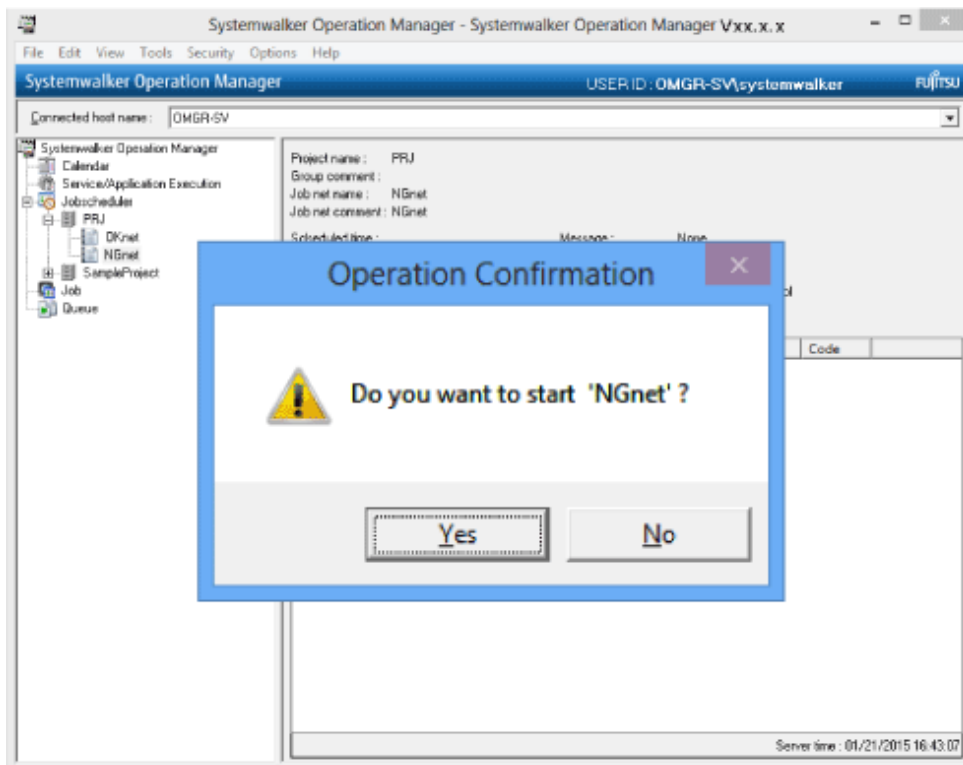 Systemwalker Operation Manager - Systemwalker Operation Manager Vxx.x.x
File Edit View Tools Security Options Help
Systemwalker Operation Manager USER ID : OMGR-SV\systemwalker FUJITSU
Connected host name : OMGR-SV
Systemwalker Operation Manager
Calendar
Service/Application Execution
Jobscheduler
PRJ
OKnet
NGnet
SampleProject
Job
Queue
Project name : PRJ
Group comment :
Job net name : NGnet
Job net comment : NGnet
Scheduled time : Message : None
Code
Operation Confirmation
Do you want to start 'NGnet' ?
Yes No
Server time : 01/21/2015 16:43:07